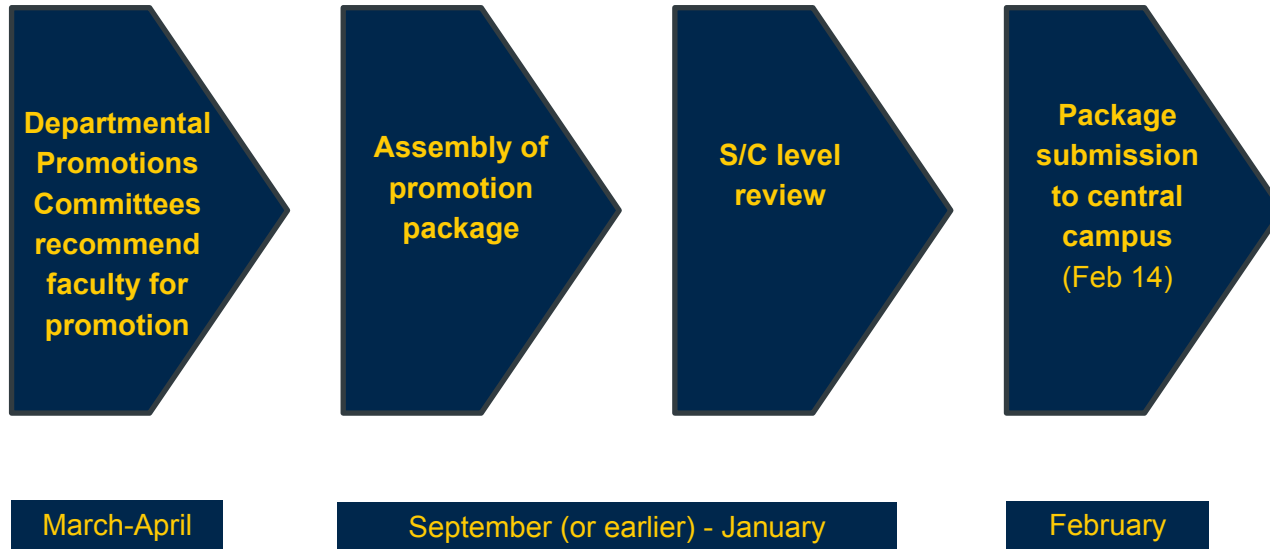 Departmental
Promotions
Committees
recommend
faculty for
promotion
Assembly of
promotion
package
S/C level
review
Package
submission
to central
campus
(Feb 14)
March-April
September (or earlier) - January
February